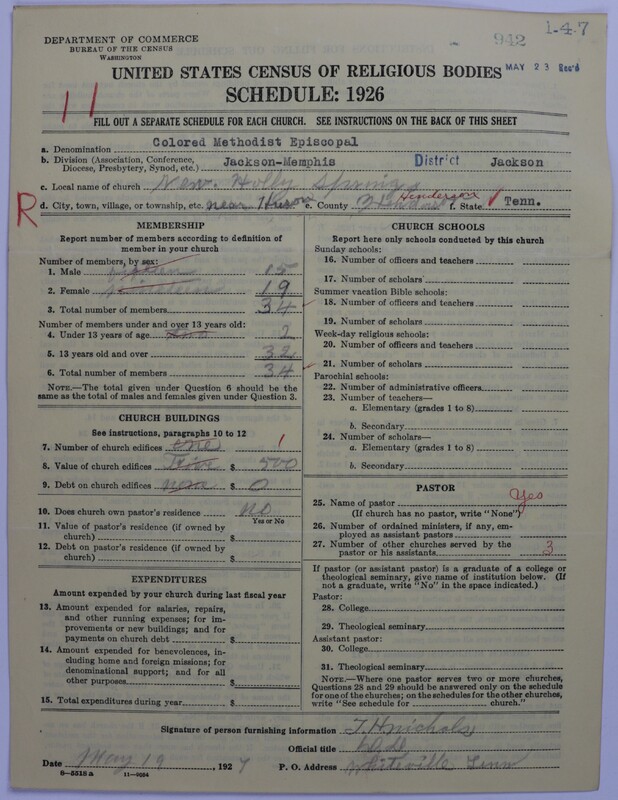 1-4-7
942
DEPARTMENT OF COMMERCE
BUREAU OF THE CENSUS
WASHINGTON
MAY 23 Rec'd
UNITED STATES CENSUS OF RELIGIOUS BODIES
SCHEDULE: 1926
11
FILL OUT A SEPARATE SCHEDULE FOR EACH CHURCH. SEE INSTRUCTIONS ON THE BACK OF THIS SHEET
a. Denomination Colored Methodist Episcopal
b. Division (Association, Conference, Diocese, Presbytery, Synod, etc.) Jackson-Memphis District Jackson
c. Local name of church New Holly Springs
R d. City, town, village, or township, etc. near e. County Henderson f. State Tenn.
MEMBERSHIP
Report number of members according to definition of
member in your church
Number of members by sex:
1. Male 15
2. Female 19
3. Total number of members 34
Number of members under and over 13 years old:
4. Under 13 years of age 2
5. 13 years old and over 32
6. Total number of members 34
NOTE.—The total given under Question 6 should be
same as the total of males and females given under Question 3.
CHURCH BUILDINGS
See instructions, paragraphs 10 to 12
7. Number of church edifices one 1
8. Value of church edifices $ 500
9. Debt on church edifices none $ 0
10. Does church own pastor's residence No
Yes or No
11. Value of pastor's residence (if owned by
church) $
12. Debt on pastor's residence (if owned by
church) $
EXPENDITURES
Amount expended by your church during last fiscal year
13. Amount expended for salaries, repairs,
and other running expenses; for im-
provements or new buildings; and for
payments on church debt $
14. Amount expended for benevolences, in-
cluding home and foreign missions; for
denominational support; and for all
other purposes $
15. Total expenditures during year $
CHURCH SCHOOLS
Report here only schools conducted by this church
Sunday schools:
16. Number of officers and teachers
17. Number of scholars
Summer vacation Bible schools:
18. Number of officers and teachers
19. Number of scholars
Week-day religious schools:
20. Number of officers and teachers
21. Number of scholars
Parochial schools:
22. Number of administrative officers
23. Number of teachers—
a. Elementary (grades 1 to 8)
b. Secondary
24. Number of scholars—
a. Elementary (grades 1 to 8)
b. Secondary
PASTOR
25. Name of pastor Yes
(If church has no pastor, write "None")
26. Number of ordained ministers, if any, em-
ployed as assistant pastors
27. Number of other churches served by the
pastor or his assistants 3
If pastor (or assistant pastor) is a graduate of a college or
theological seminary, give name of institution below. (If
not a graduate, write "No" in the space indicated.)
Pastor:
28. College
29. Theological seminary
Assistant pastor:
30. College
31. Theological seminary
NOTE.—Where one pastor serves two or more churches,
Questions 28 and 29 should be answered only on the schedule
for one of the churches; on the schedules for the other churches,
write "See schedule for church."
Signature of person furnishing information Nichols
Official title
Date May 19, 1927 P. O. Address Whiteville Tenn
8-5518 a 11-9094